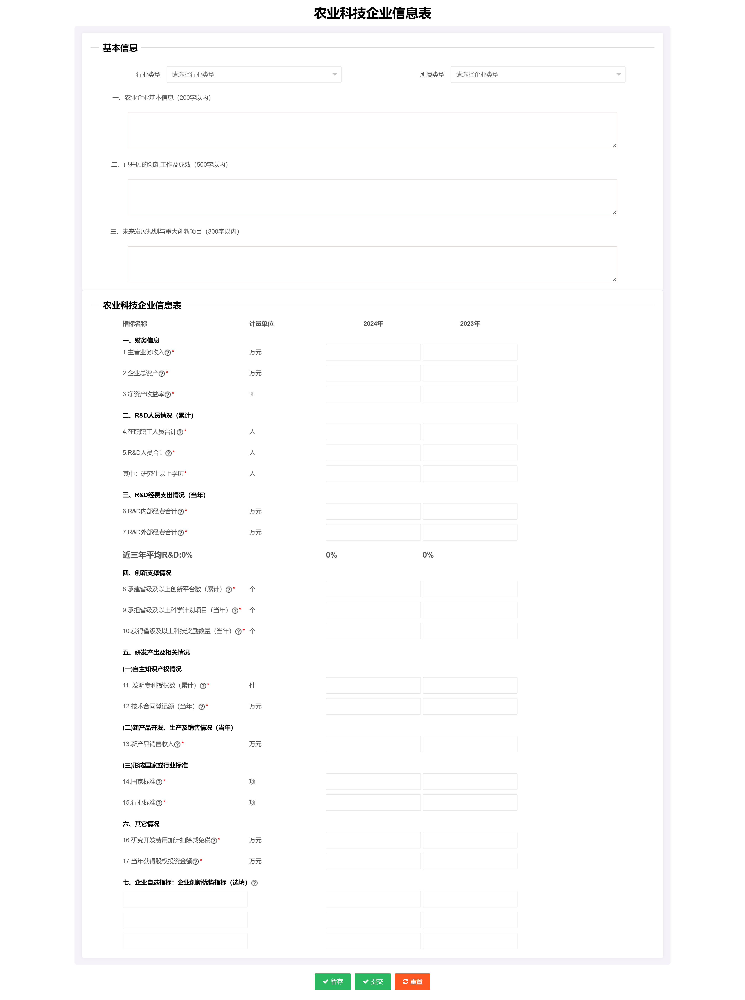 农业科技企业信息表
基本信息
行业类型 请选择行业类型 所属类型 请选择企业类型
一、农业企业基本信息（200字以内）
二、已开展的创新工作及成效（500字以内）
三、未来发展规划与重大创新项目（300字以内）
农业科技企业信息表
指标名称 计量单位 2024年 2023年
一、财务信息
1.主营业务收入?* 万元
2.企业总资产?* 万元
3.净资产收益率?* %
二、R&D人员情况（累计）
4.在职职工人员合计?* 人
5.R&D人员合计?* 人
其中：研究生以上学历* 人
三、R&D经费支出情况（当年）
6.R&D内部经费合计?* 万元
7.R&D外部经费合计?* 万元
近三年平均R&D:0% 0% 0%
四、创新支撑情况
8.承建省级及以上创新平台数（累计）?* 个
9.承担省级及以上科学计划项目（当年）?* 个
10.获得省级及以上科技奖励数量（当年）?* 个
五、研发产出及相关情况
(一)自主知识产权情况
11. 发明专利授权数（累计）?* 件
12.技术合同登记额（当年）?* 万元
(二)新产品开发、生产及销售情况（当年）
13.新产品销售收入?* 万元
(三)形成国家或行业标准
14.国家标准?* 项
15.行业标准?* 项
六、其它情况
16.研究开发费用加计扣除减免税?* 万元
17.当年获得股权投资金额?* 万元
七、企业自选指标：企业创新优势指标（选填）?
暂存 提交 重置